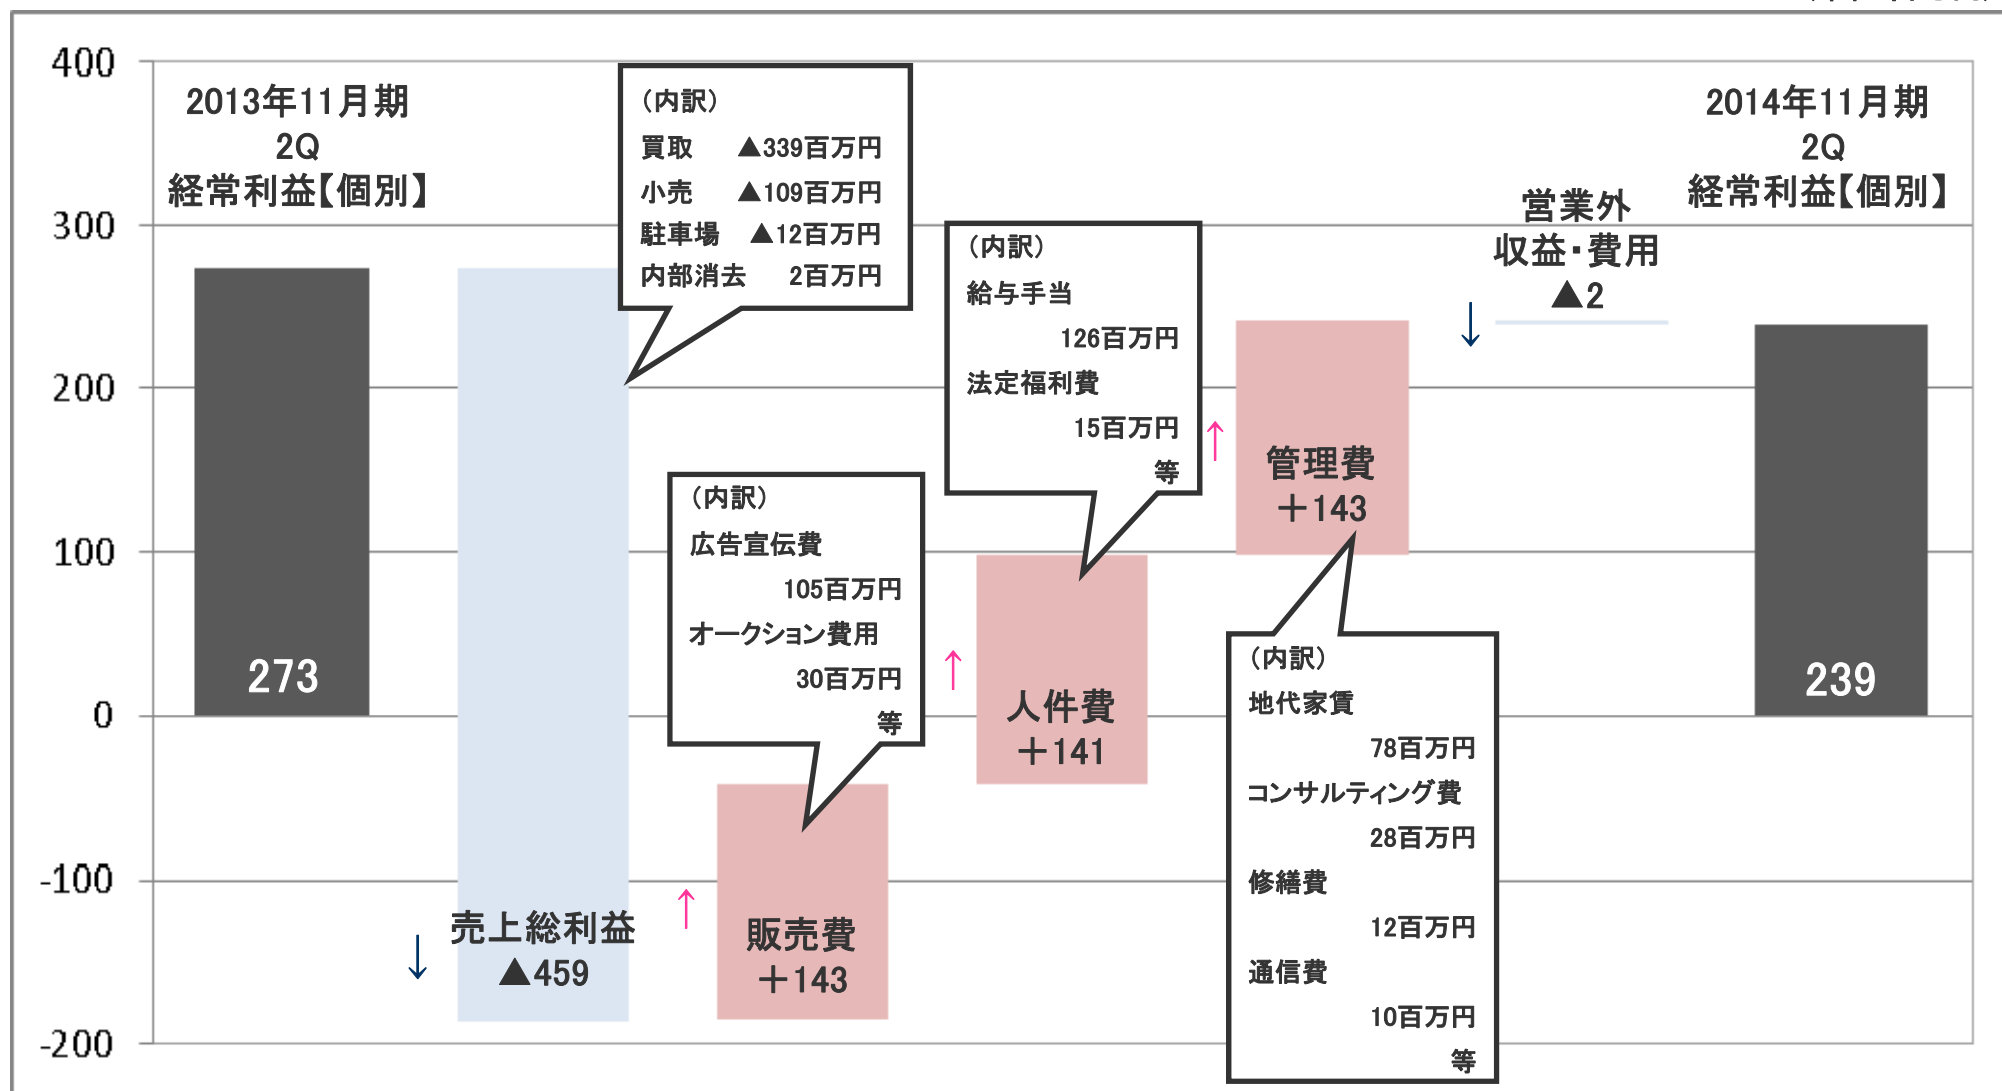 400
300
200
100
0
-100
-200
2013年11月期
2Q
経常利益【個別】
273
売上総利益
▲459
(内訳)
買取 ▲339百万円
小売 ▲109百万円
駐車場 ▲12百万円
内部消去 2百万円
↓
↑
販売費
＋143
(内訳)
広告宣伝費
105百万円
オークション費用
30百万円
等
↑
人件費
＋141
(内訳)
給与手当
126百万円
法定福利費
15百万円
等
↑
管理費
＋143
(内訳)
地代家賃
78百万円
コンサルティング費
28百万円
修繕費
12百万円
通信費
10百万円
等
↓
営業外
収益・費用
▲2
2014年11月期
2Q
経常利益【個別】
239